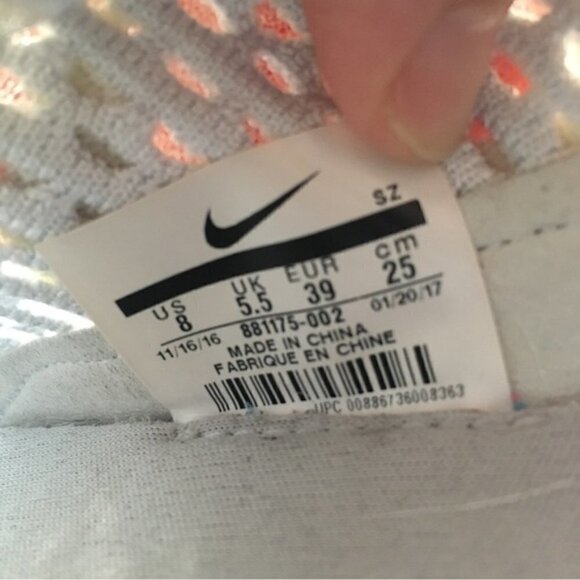 SZ
US UK EUR cm
8 5.5 39 25
11/16/16 881175-002 01/20/17
MADE IN CHINA
FABRIQUE EN CHINE
UPC 00886736008363